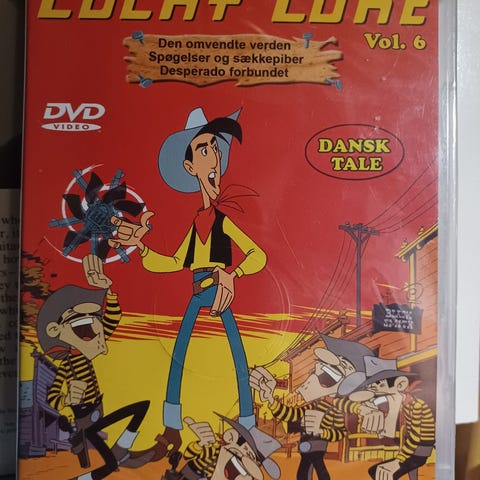 LUCKY LUKE
Vol. 6
Den omvendte verden
Spøgelser og sækkepiber
Desperado forbundet
DVD
VIDEO
DANSK
TALE